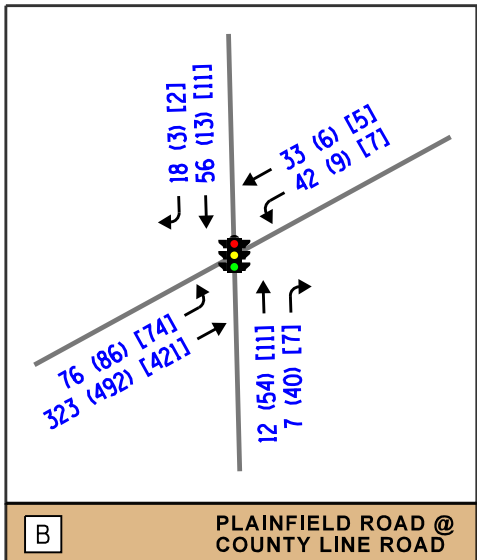 18 (3) [2]
56 (13) [11]
33 (6) [5]
42 (9) [7]
76 (86) [74]
323 (492) [421]
12 (54) [11]
7 (40) [7]
B
PLAINFIELD ROAD @
COUNTY LINE ROAD